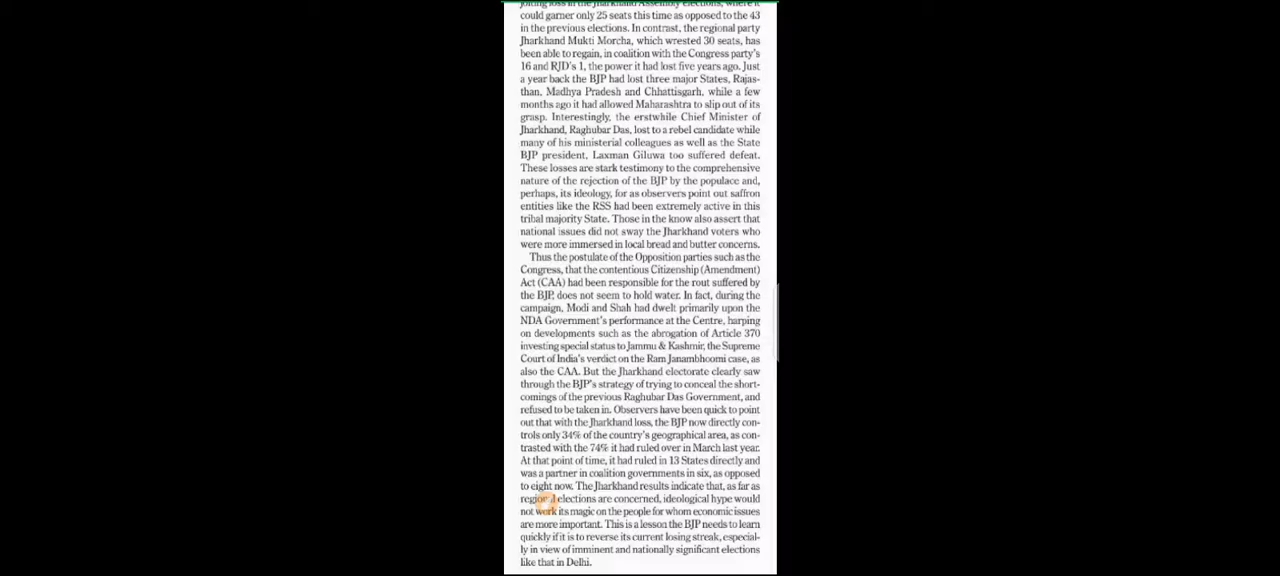 jolting loss in the Jharkhand Assembly elections, where it
could garner only 25 seats this time as opposed to the 43
in the previous elections. In contrast, the regional party
Jharkhand Mukti Morcha, which wrested 30 seats, has
been able to regain, in coalition with the Congress party's
16 and RJD's 1, the power it had lost five years ago. Just
a year back the BJP had lost three major States, Rajas-
than, Madhya Pradesh and Chhattisgarh, while a few
months ago it had allowed Maharashtra to slip out of its
grasp. Interestingly, the erstwhile Chief Minister of
Jharkhand, Raghubar Das, lost to a rebel candidate while
many of his ministerial colleagues as well as the State
BJP president, Laxman Giluwa too suffered defeat.
These losses are stark testimony to the comprehensive
nature of the rejection of the BJP by the populace and,
perhaps, its ideology, for as observers point out saffron
entities like the RSS had been extremely active in this
tribal majority State. Those in the know also assert that
national issues did not sway the Jharkhand voters who
were more immersed in local bread and butter concerns.
Thus the postulate of the Opposition parties such as the
Congress, that the contentious Citizenship (Amendment)
Act (CAA) had been responsible for the rout suffered by
the BJP, does not seem to hold water. In fact, during the
campaign, Modi and Shah had dwelt primarily upon the
NDA Government's performance at the Centre, harping
on developments such as the abrogation of Article 370
investing special status to Jammu & Kashmir, the Supreme
Court of India's verdict on the Ram Janambhoomi case, as
also the CAA. But the Jharkhand electorate clearly saw
through the BJP's strategy of trying to conceal the short-
comings of the previous Raghubar Das Government, and
refused to be taken in. Observers have been quick to point
out that with the Jharkhand loss, the BJP now directly con-
trols only 34% of the country's geographical area, as con-
trasted with the 74% it had ruled over in March last year.
At that point of time, it had ruled in 13 States directly and
was a partner in coalition governments in six, as opposed
to eight now. The Jharkhand results indicate that, as far as
regional elections are concerned, ideological hype would
not work its magic on the people for whom economic issues
are more important. This is a lesson the BJP needs to learn
quickly if it is to reverse its current losing streak, especial-
ly in view of imminent and nationally significant elections
like that in Delhi.